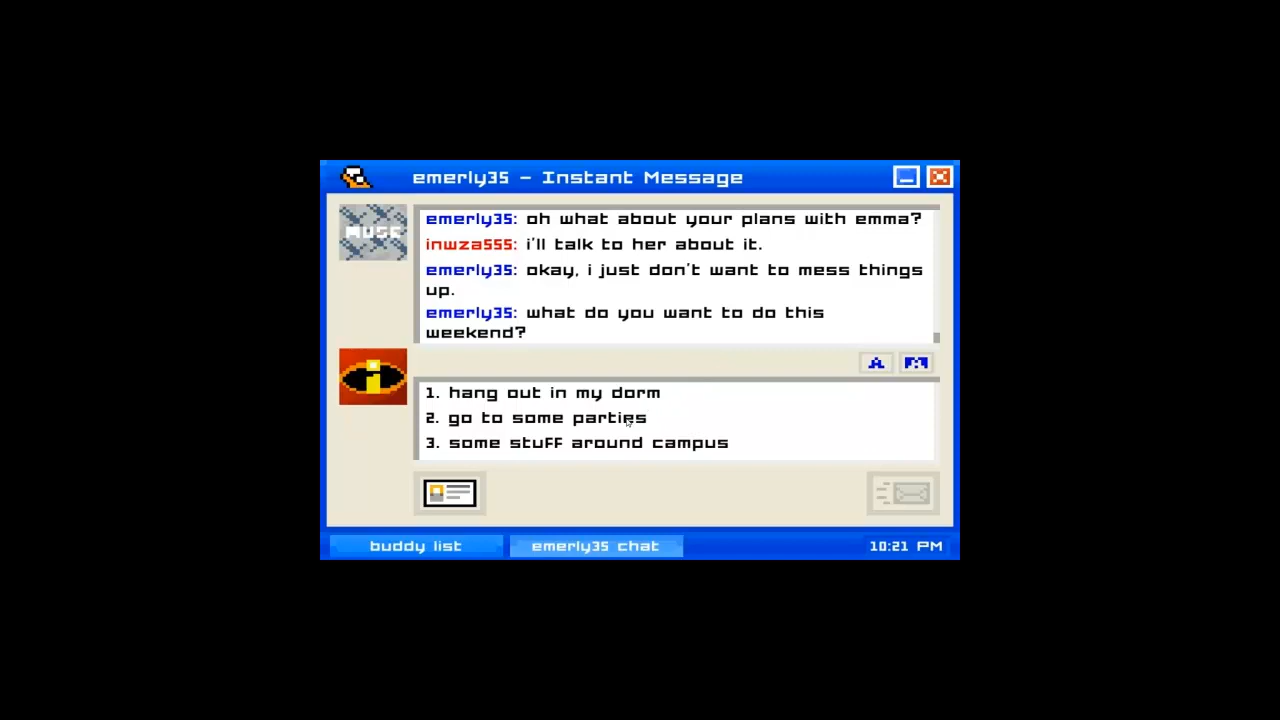 emerly35 - Instant Message
MUSE
emerly35: oh what about your plans with emma?
inwza555: i'll talk to her about it.
emerly35: okay, i just don't want to mess things
up.
emerly35: what do you want to do this
weekend?
i
A
1. hang out in my dorm
2. go to some parties
3. some stuff around campus
buddy list
emerly35 chat
10:21 PM